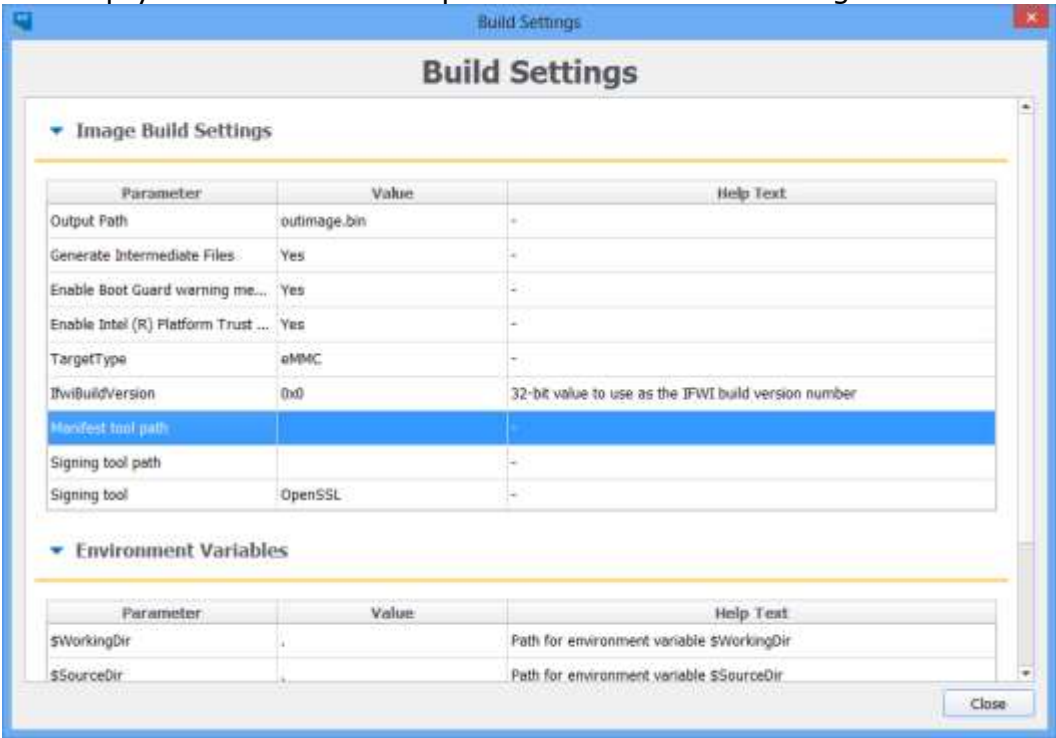 Build Settings
Build Settings
Image Build Settings
Parameter Value Help Text
Output Path outimage.bin -
Generate Intermediate Files Yes -
Enable Boot Guard warning me... Yes -
Enable Intel (R) Platform Trust ... Yes -
TargetType eMMC -
IfwiBuildVersion 0x0 32-bit value to use as the IFWI build version number
Manifest tool path -
Signing tool path -
Signing tool OpenSSL -
Environment Variables
Parameter Value Help Text
$WorkingDir . Path for environment variable $WorkingDir
$SourceDir . Path for environment variable $SourceDir
Close